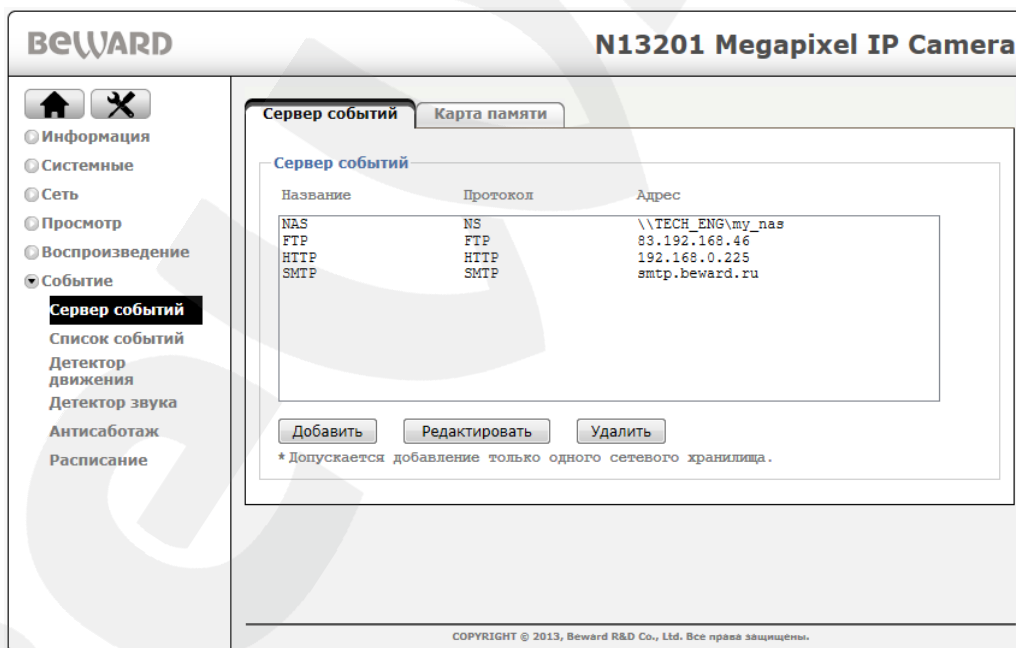 BEWARD
N13201 Megapixel IP Camera
Информация
Системные
Сеть
Просмотр
Воспроизведение
Событие
Сервер событий
Список событий
Детектор
движения
Детектор звука
Антисаботаж
Расписание
Сервер событий Карта памяти
Сервер событий
Название Протокол Адрес
NAS NS \\TECH_ENG\my_nas
FTP FTP 83.192.168.46
HTTP HTTP 192.168.0.225
SMTP SMTP smtp.beward.ru
Добавить Редактировать Удалить
* Допускается добавление только одного сетевого хранилища.
COPYRIGHT © 2013, Beward R&D Co., Ltd. Все права защищены.